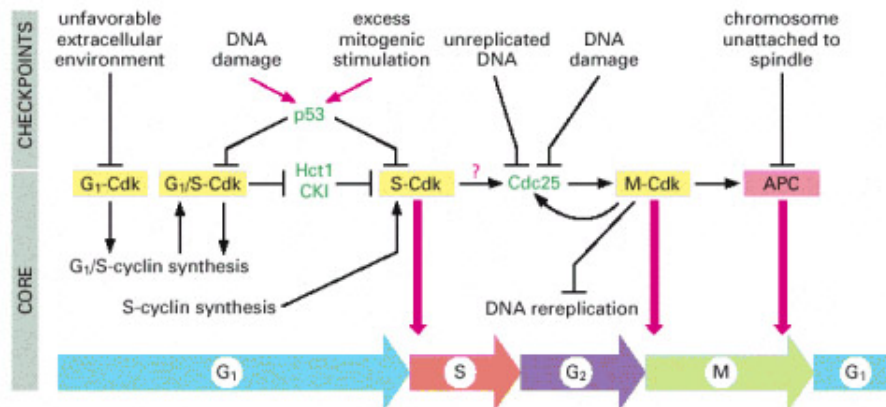 CHECKPOINTS
unfavorable
extracellular
environment
DNA
damage
excess
mitogenic
stimulation
unreplicated
DNA
DNA
damage
chromosome
unattached to
spindle
p53
G₁-Cdk
G₁/S-Cdk
Hct1
CKI
S-Cdk
?
Cdc25
M-Cdk
APC
CORE
G₁/S-cyclin synthesis
S-cyclin synthesis
DNA rereplication
G₁
S
G₂
M
G₁